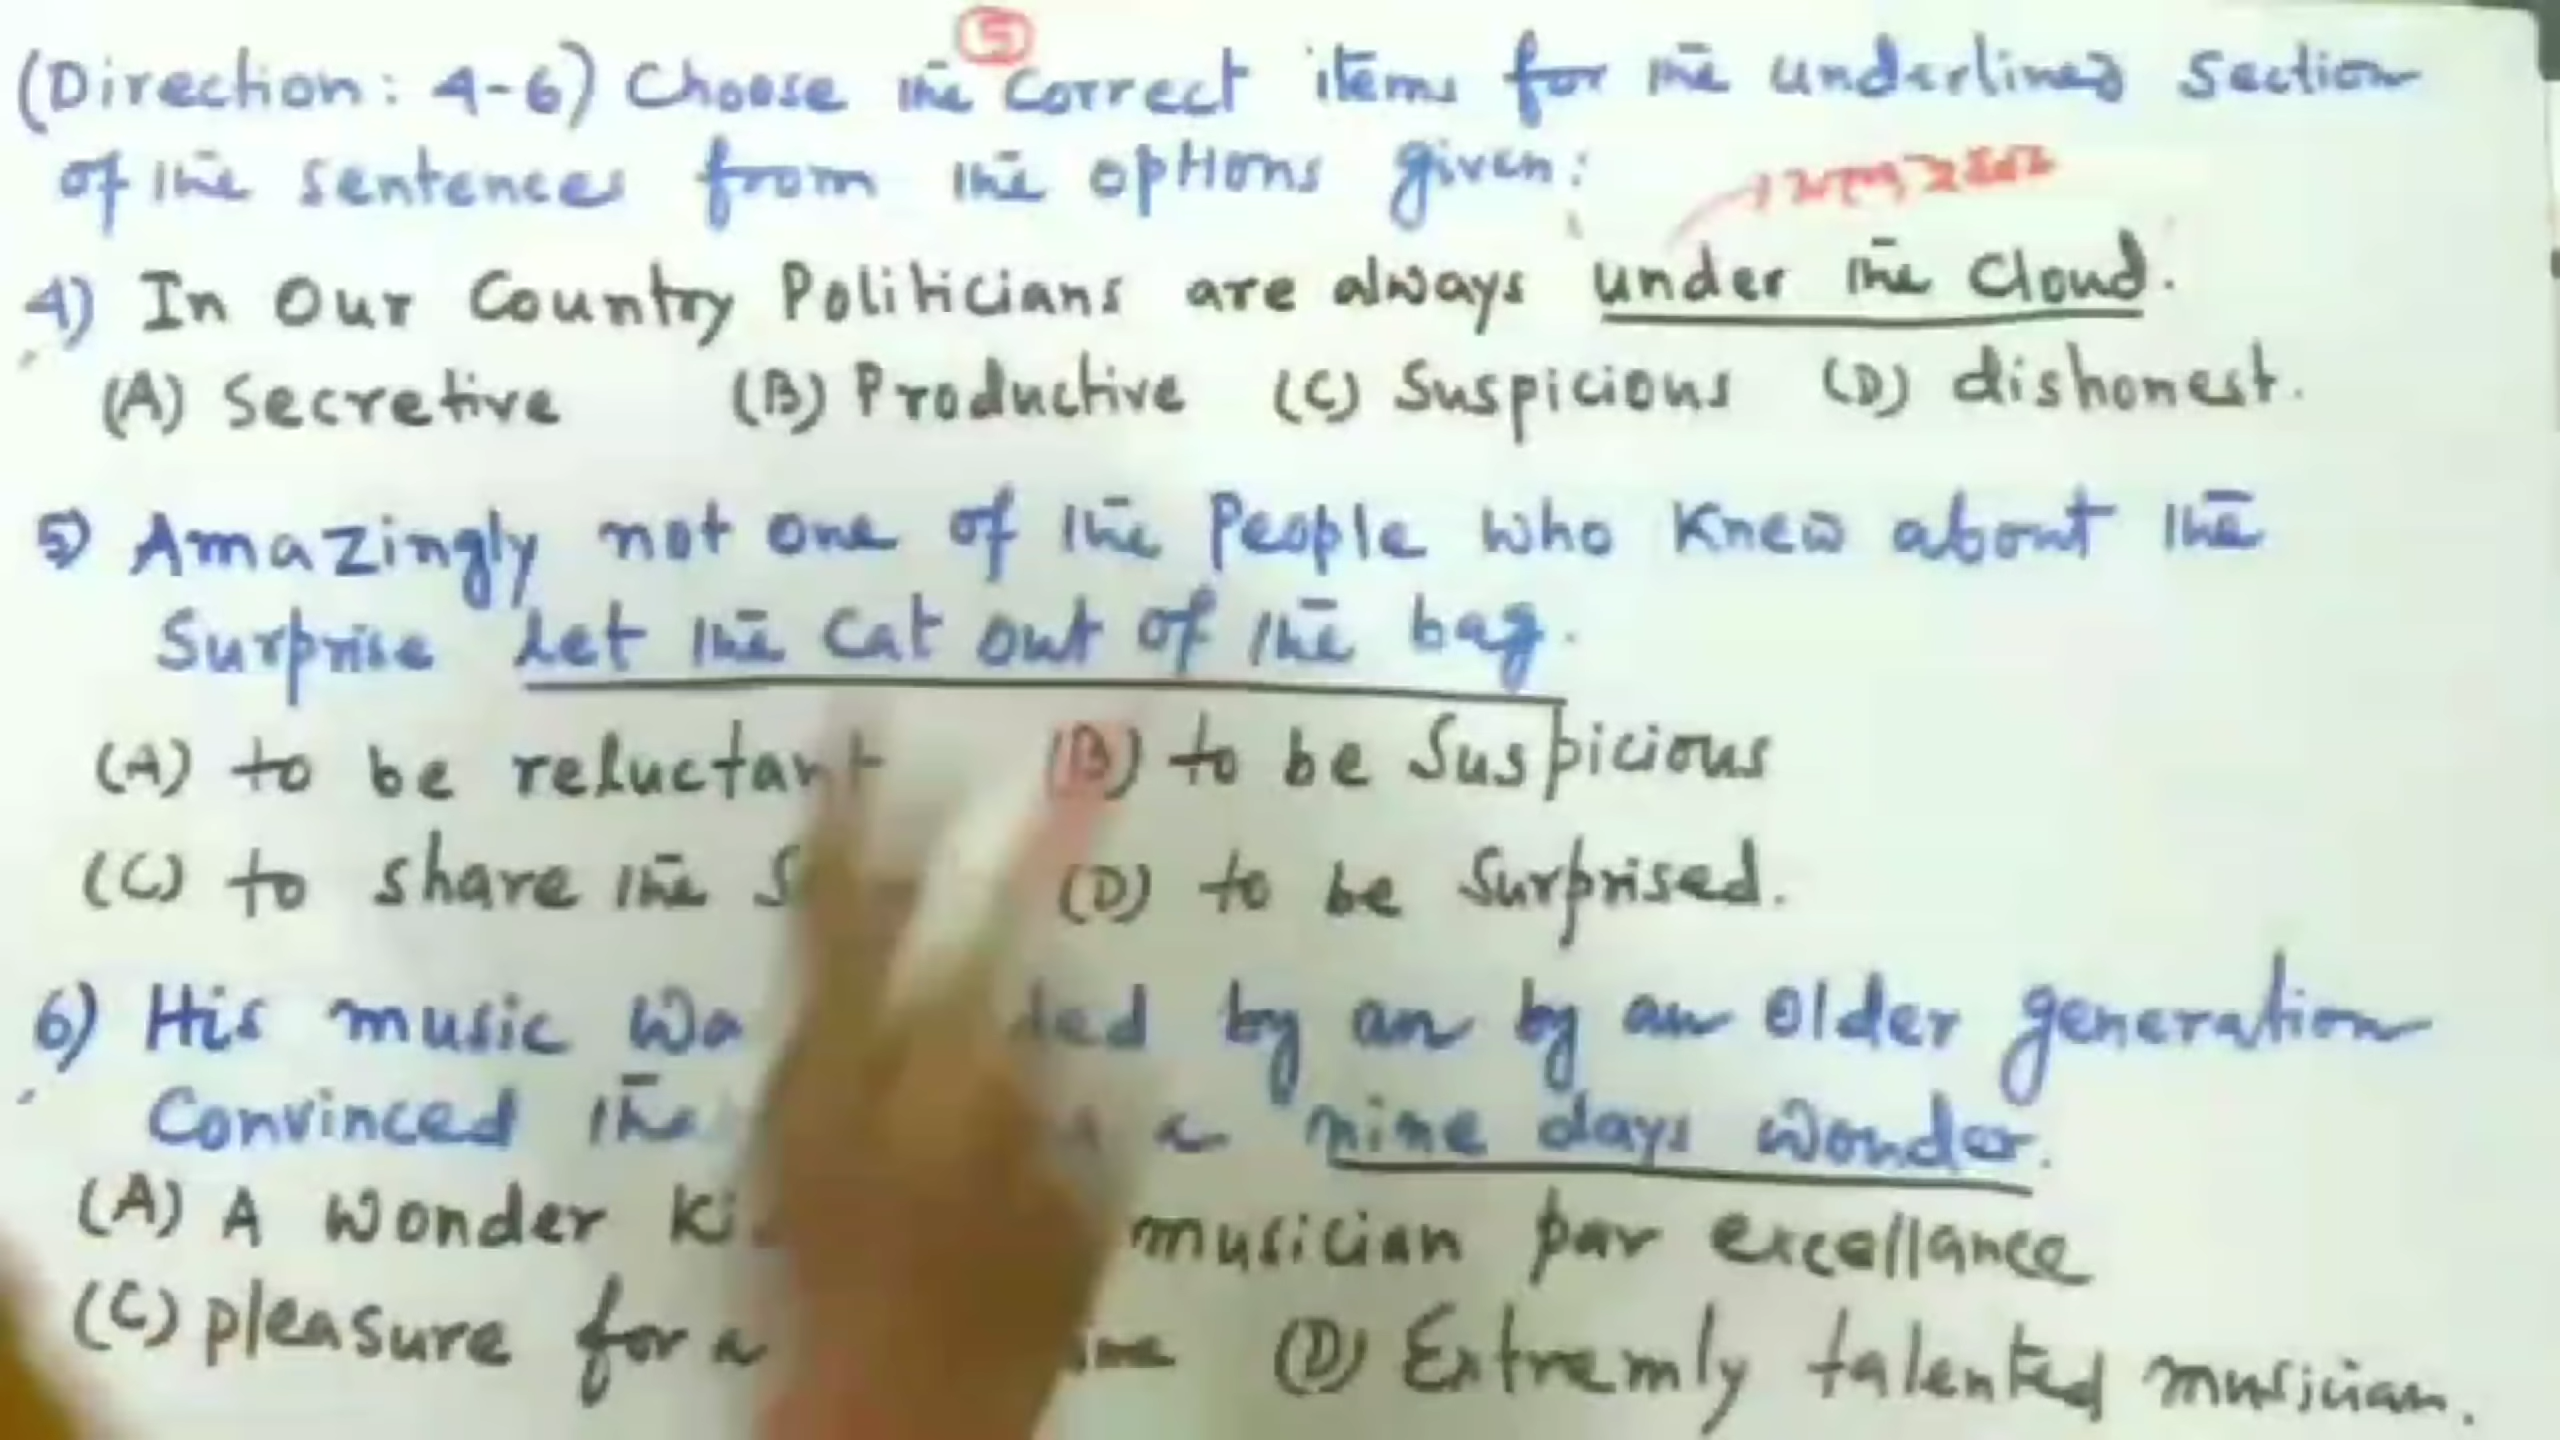 5
(Direction: 4-6) Choose the correct items for the underlined section
of the sentences from the options given:
4) In Our Country Politicians are always under the Cloud.
(A) Secretive (B) Productive (C) Suspicious (D) dishonest.
5) Amazingly not one of the People who Knew about the
Surprise let the Cat out of the bag.
(A) to be reluctant (B) to be Suspicious
(C) to share the (D) to be Surprised.
6) His music by an by an older generation
Convinced a nine days wonder.
(A) A wonder musician par excellance
(C) pleasure for a (D) Extremly talented musician.